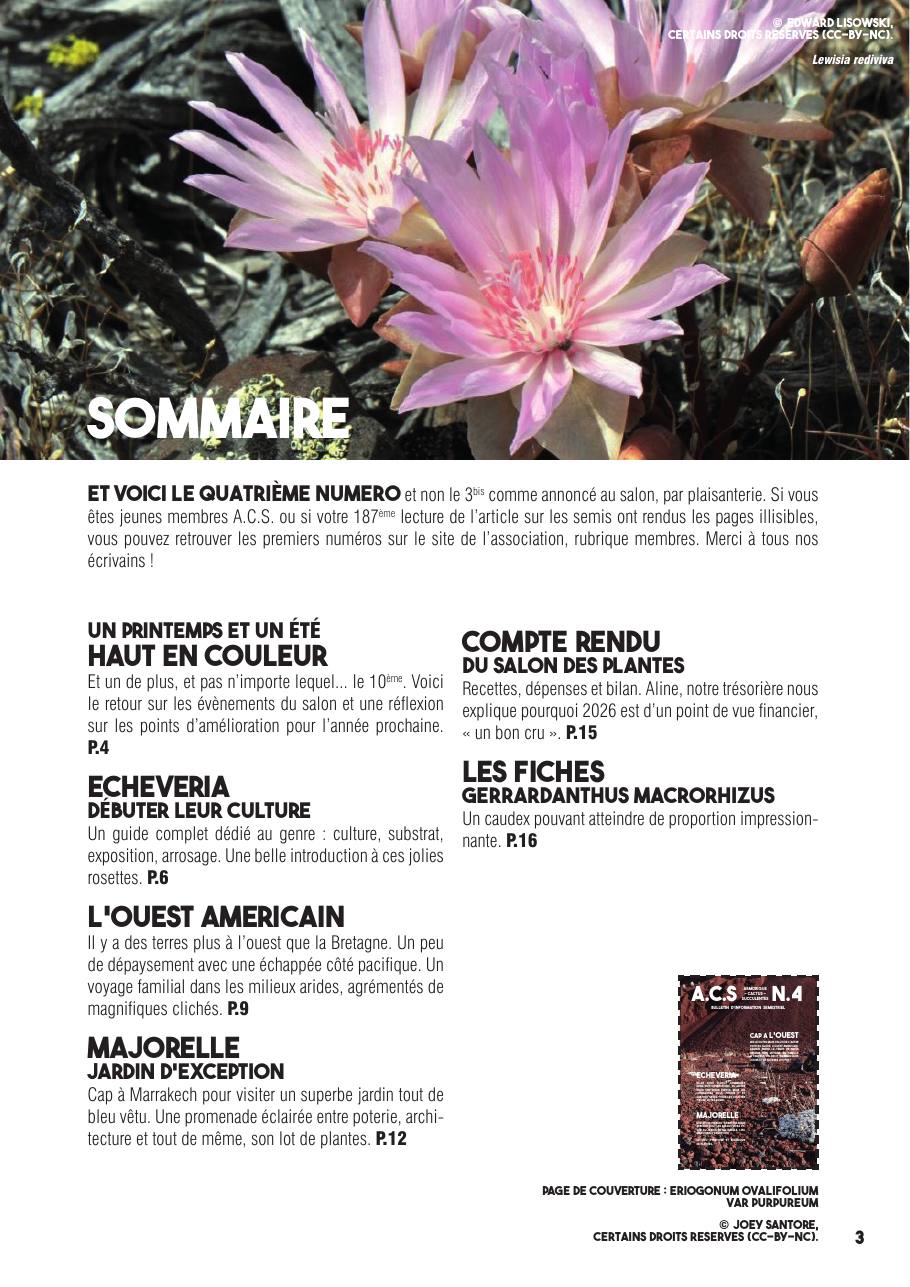 © EDWARD LISOWSKI,
CERTAINS DROITS RESERVES (CC-BY-NC).
Lewisia rediviva
SOMMAIRE
ET VOICI LE QUATRIÈME NUMERO et non le 3bis comme annoncé au salon, par plaisanterie. Si vous
êtes jeunes membres A.C.S. ou si votre 187ème lecture de l'article sur les semis ont rendus les pages illisibles,
vous pouvez retrouver les premiers numéros sur le site de l'association, rubrique membres. Merci à tous nos
écrivains !
UN PRINTEMPS ET UN ÉTÉ
HAUT EN COULEUR
Et un de plus, et pas n'importe lequel... le 10ème. Voici
le retour sur les évènements du salon et une réflexion
sur les points d'amélioration pour l'année prochaine.
P.4
ECHEVERIA
DÉBUTER LEUR CULTURE
Un guide complet dédié au genre : culture, substrat,
exposition, arrosage. Une belle introduction à ces jolies
rosettes. P.6
L'OUEST AMERICAIN
Il y a des terres plus à l'ouest que la Bretagne. Un peu
de dépaysement avec une échappée côté pacifique. Un
voyage familial dans les milieux arides, agrémentés de
magnifiques clichés. P.9
MAJORELLE
JARDIN D'EXCEPTION
Cap à Marrakech pour visiter un superbe jardin tout de
bleu vêtu. Une promenade éclairée entre poterie, archi-
tecture et tout de même, son lot de plantes. P.12
COMPTE RENDU
DU SALON DES PLANTES
Recettes, dépenses et bilan. Aline, notre trésorière nous
explique pourquoi 2026 est d'un point de vue financier,
« un bon cru ». P.15
LES FICHES
GERRARDANTHUS MACRORHIZUS
Un caudex pouvant atteindre de proportion impression-
nante. P.16
A.C.S ARMORIQUE
- CACTUS -
SUCCULENTES N.4
BULLETIN D'INFORMATION SEMESTRIEL
CAP A L'OUEST
ECHEVERIA
MAJORELLE
PAGE DE COUVERTURE : ERIOGONUM OVALIFOLIUM
VAR PURPUREUM
© JOEY SANTORE,
CERTAINS DROITS RESERVES (CC-BY-NC).
3